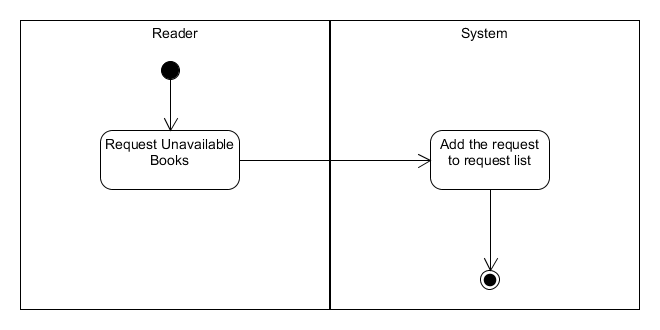 Reader
System
Request Unavailable
Books
Add the request
to request list